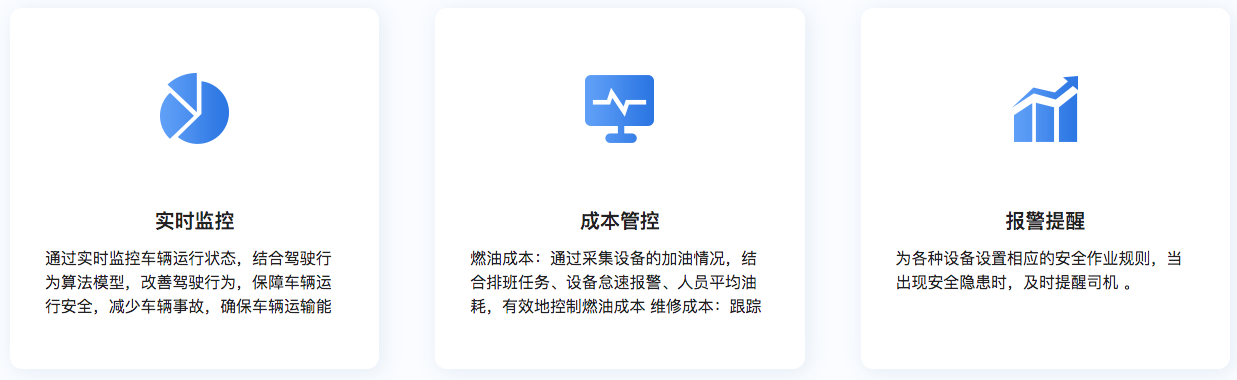 实时监控
通过实时监控车辆运行状态，结合驾驶行
为算法模型，改善驾驶行为，保障车辆运
行安全，减少车辆事故，确保车辆运输能
成本管控
燃油成本：通过采集设备的加油情况，结
合排班任务、设备怠速报警、人员平均油
耗，有效地控制燃油成本 维修成本：跟踪
报警提醒
为各种设备设置相应的安全作业规则，当
出现安全隐患时，及时提醒司机 。